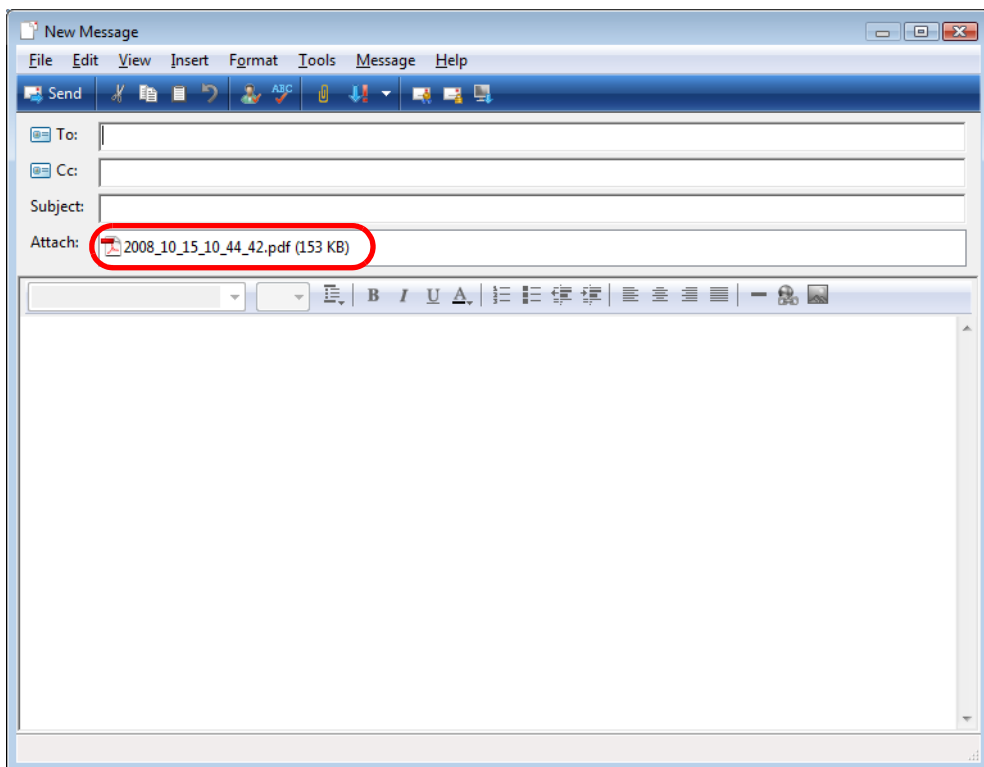 New Message
File Edit View Insert Format Tools Message Help
Send ABC
To:
Cc:
Subject:
Attach: 2008_10_15_10_44_42.pdf (153 KB)
B I U A